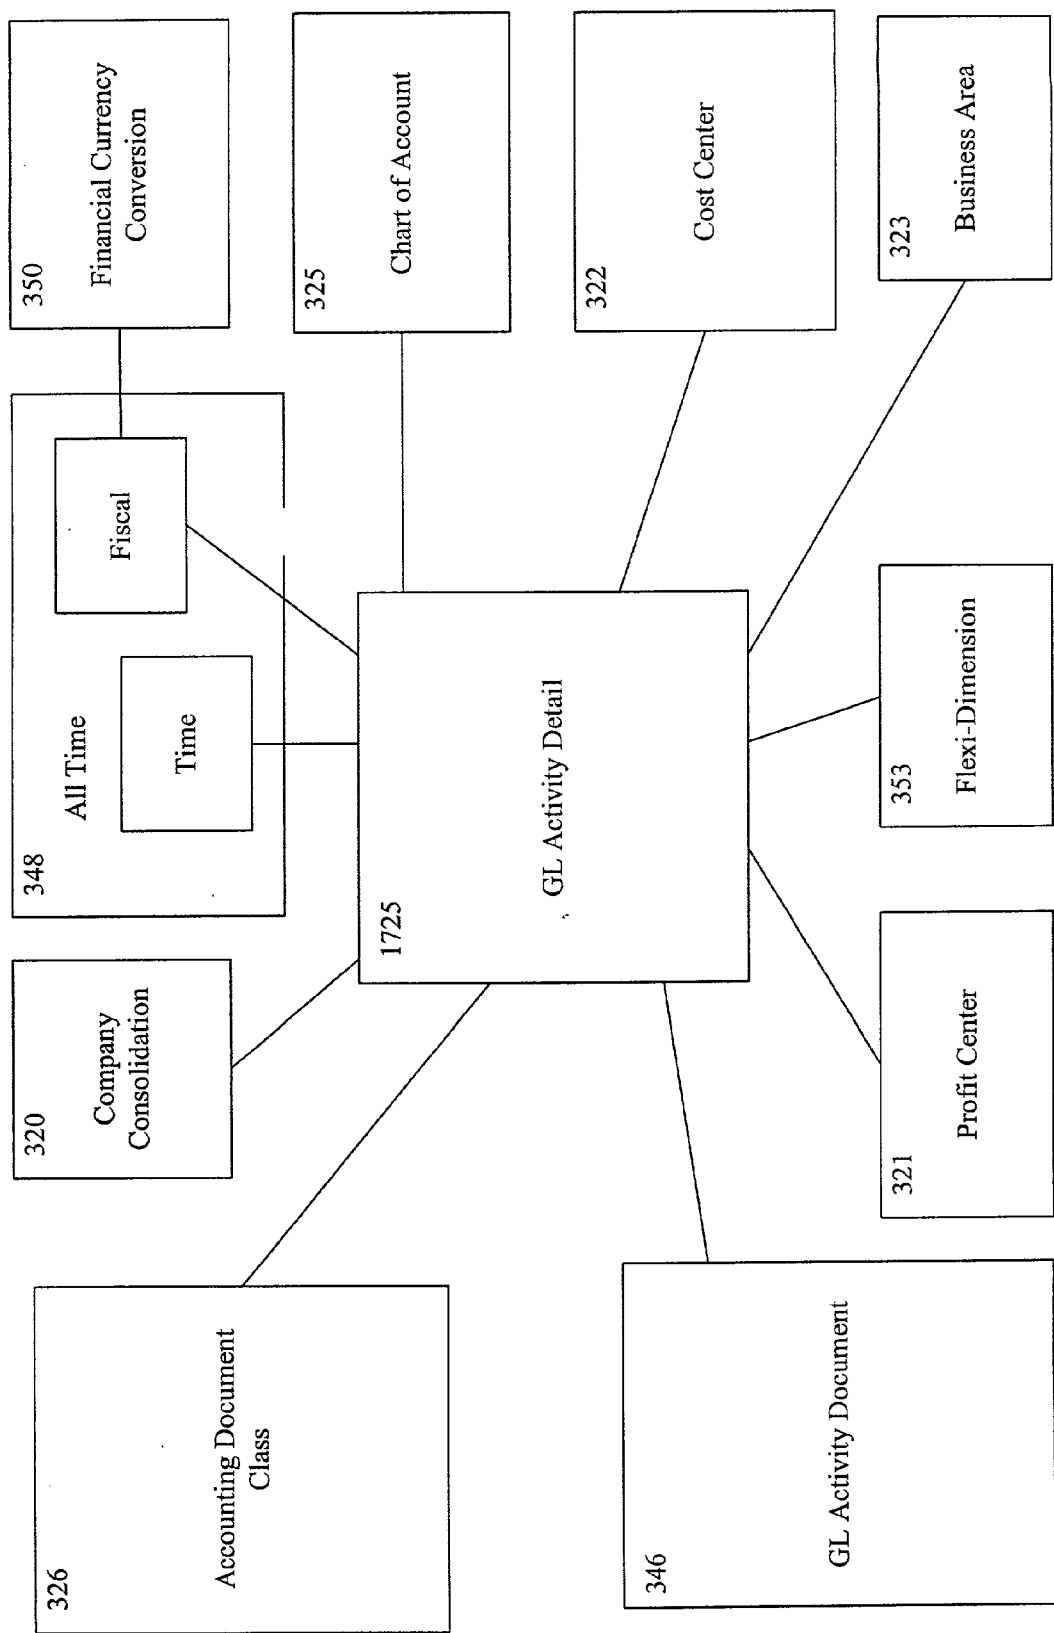 326
Accounting Document
Class
320
Company
Consolidation
348
All Time
Time
Fiscal
350
Financial Currency
Conversion
325
Chart of Account
1725
GL Activity Detail
322
Cost Center
346
GL Activity Document
321
Profit Center
353
Flexi-Dimension
323
Business Area